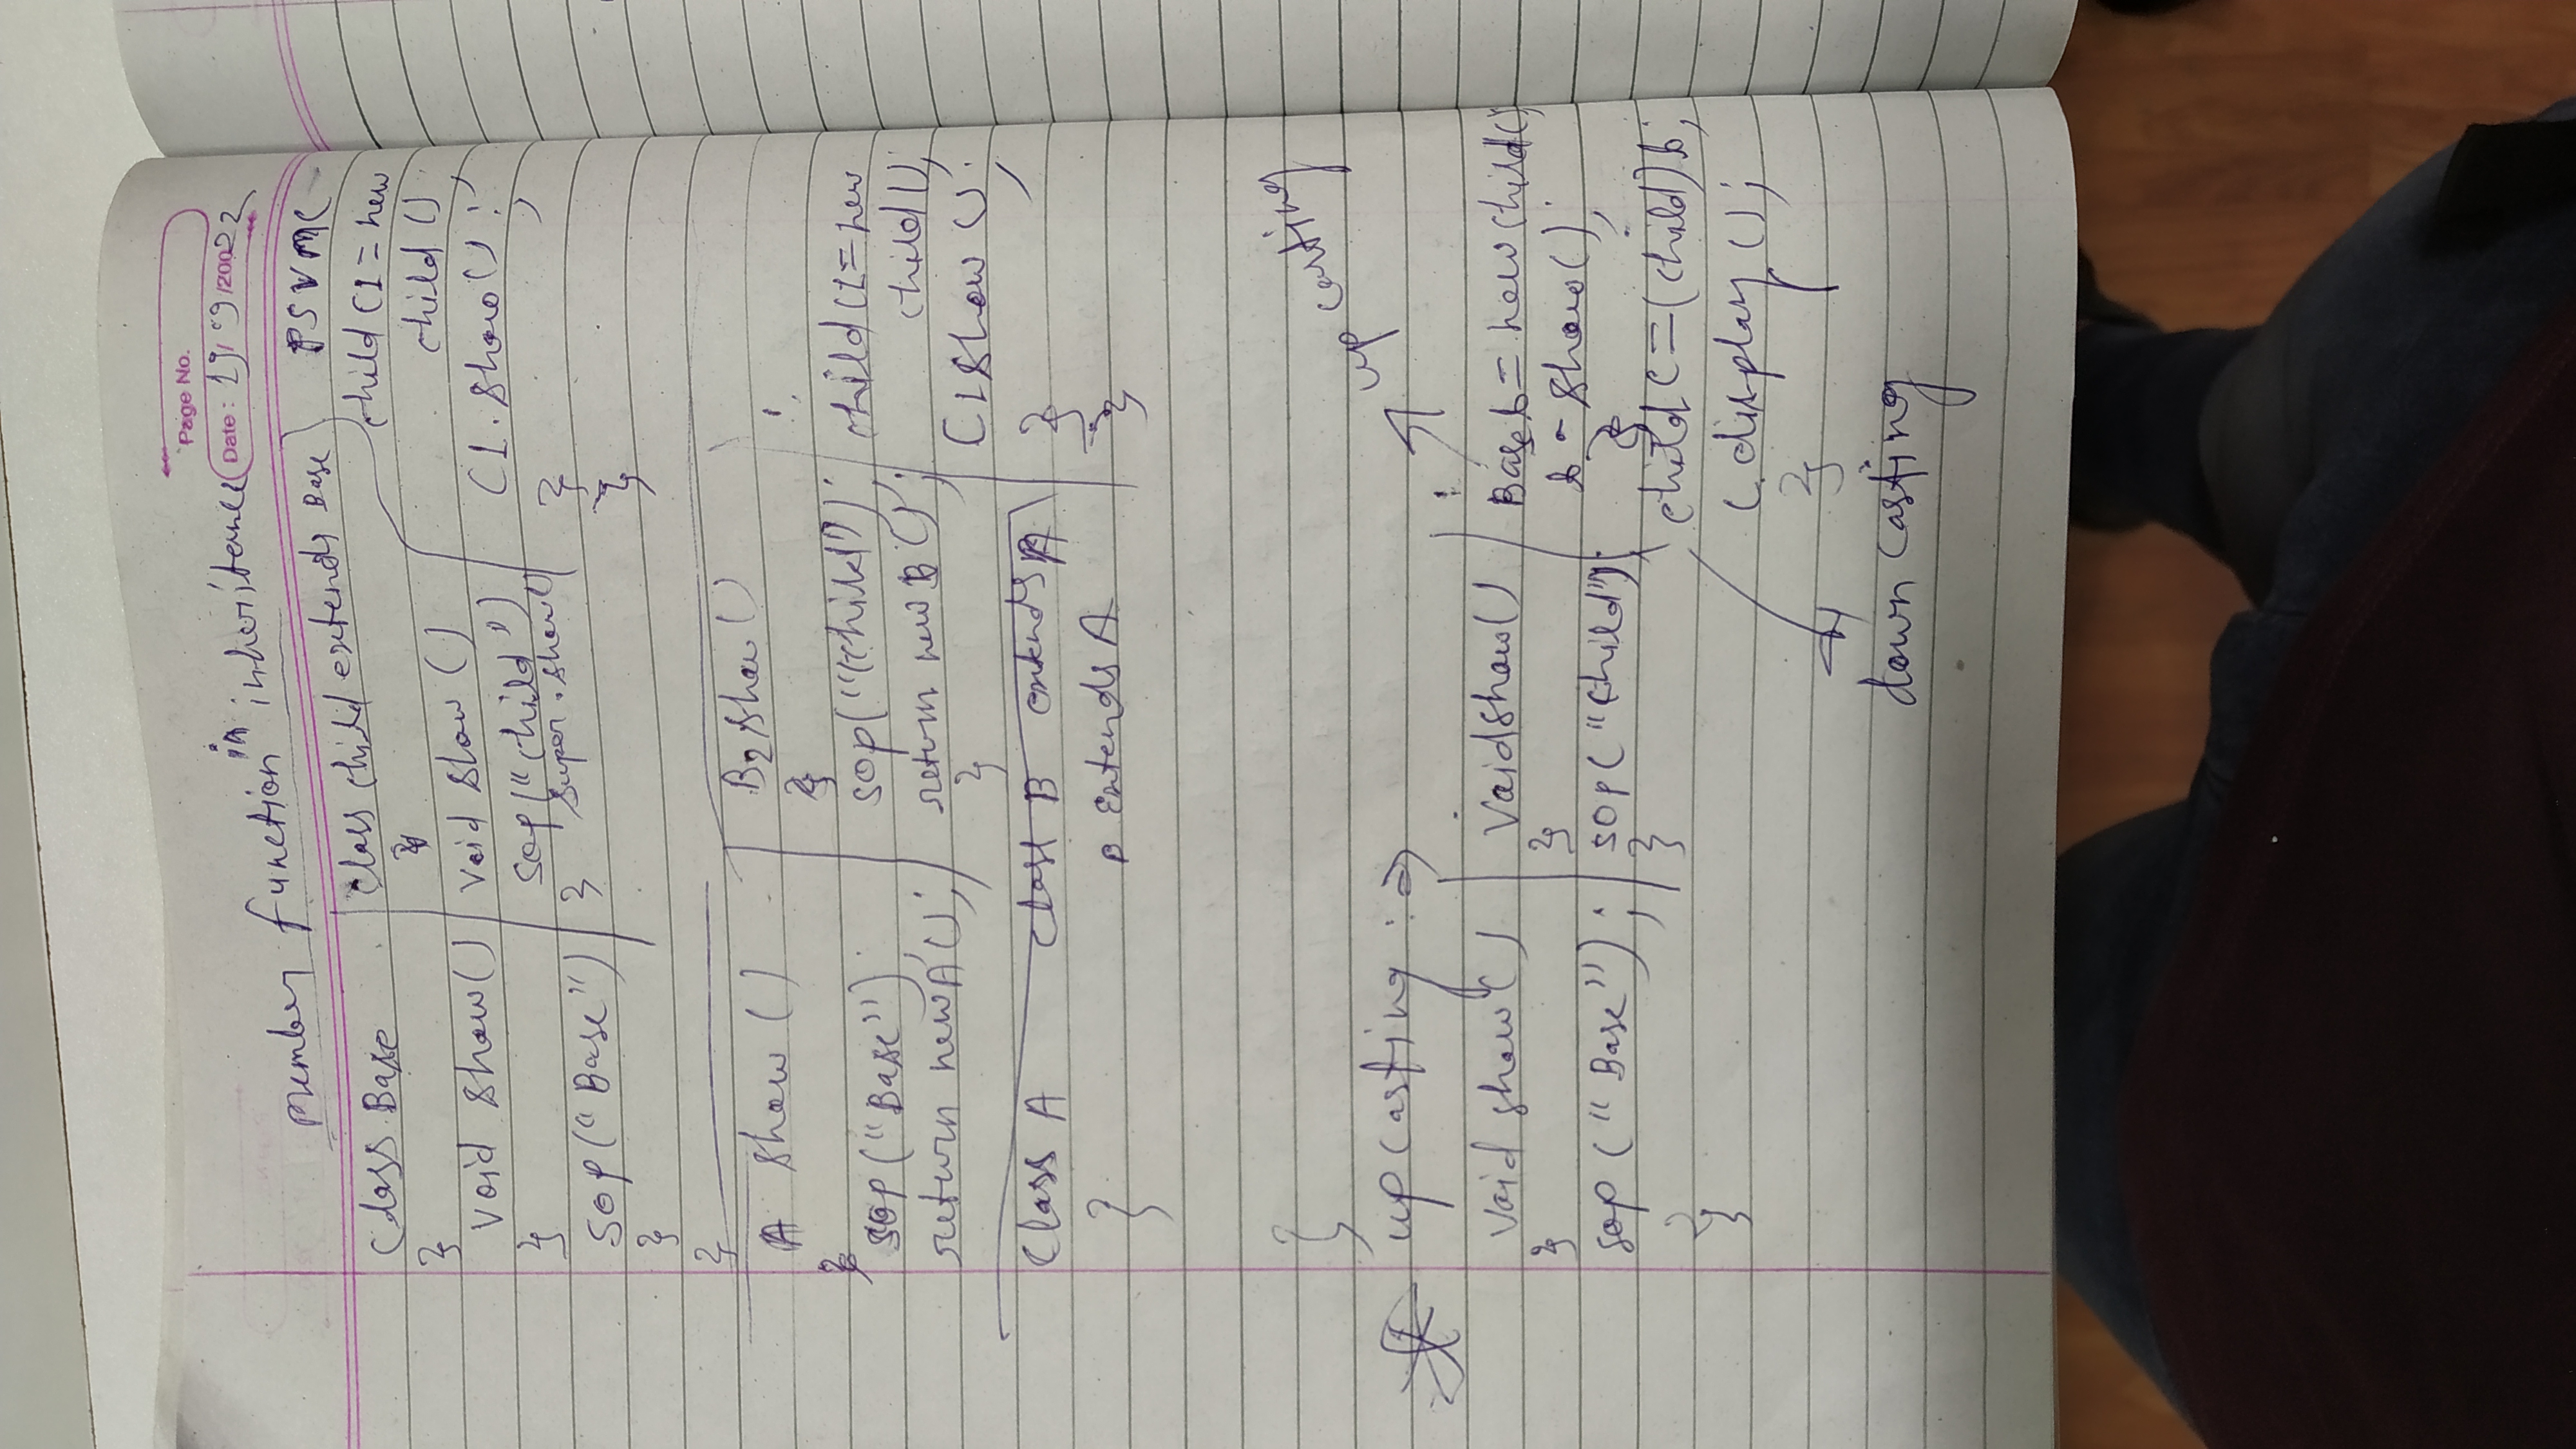 Page No.
Date: 19/09/20022
member function in inheritance
Class Base
}
void show()
}
sop("Base")
}
}
Class child extends Base
}
void show()
sop("child")
super.show()
}
PSVM(
child C1 = new
child();
C1.show();
}
}
A show()
}
sop("Base");
return new A();
B2 show()
}
sop("child");
return new B();
}
child C1 = new
child();
C1 show();
}
}
Class A
}
class B extends A
B extends A
}
up casting :⇒
up casting
void show()
}
sop("Base");
}
void show()
}
sop("child");
}
:
Base b = new child();
b - show();
}
child c = (child) b;
c.display();
}
down casting